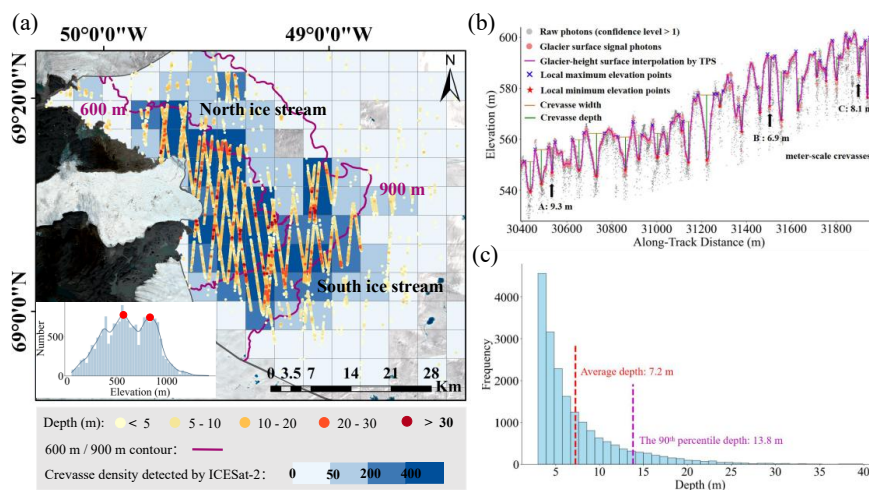 (a)
50°0'0"W
49°0'0"W
69°20'0"N
69°0'0"N
N
North ice stream
600 m
900 m
South ice stream
Number
500
0
0
500
1000
Elevation (m)
0 3.5 7 14 21 28
Km
Depth (m): < 5 5 - 10 10 - 20 20 - 30 > 30
600 m / 900 m contour:
Crevasse density detected by ICESat-2: 0 50 200 400
(b)
Raw photons (confidence level > 1)
Glacier surface signal photons
Glacier-height surface interpolation by TPS
Local maximum elevation points
Local minimum elevation points
Crevasse width
Crevasse depth
Elevation (m)
600
580
560
540
A: 9.3 m
B : 6.9 m
C: 8.1 m
meter-scale crevasses
30400 30600 30800 31000 31200 31400 31600 31800
Along-Track Distance (m)
(c)
Frequency
4000
3000
2000
1000
0
Average depth: 7.2 m
The 90th percentile depth: 13.8 m
5 10 15 20 25 30 35 40
Depth (m)